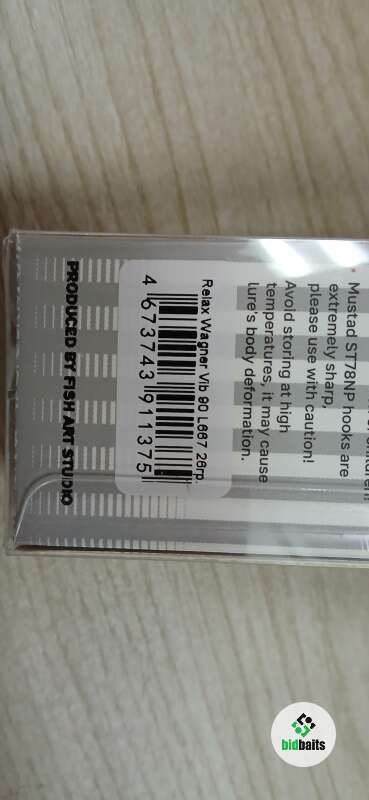 Mustad ST78NP hooks are
extremely sharp,
please use with caution!
Avoid storing at high
temperatures, it may cause
lure's body deformation.
Relax Wagner Vib 90 L667 26гр.
4 673743 911375
PRODUCED BY FISH ART STUDIO
bidbaits